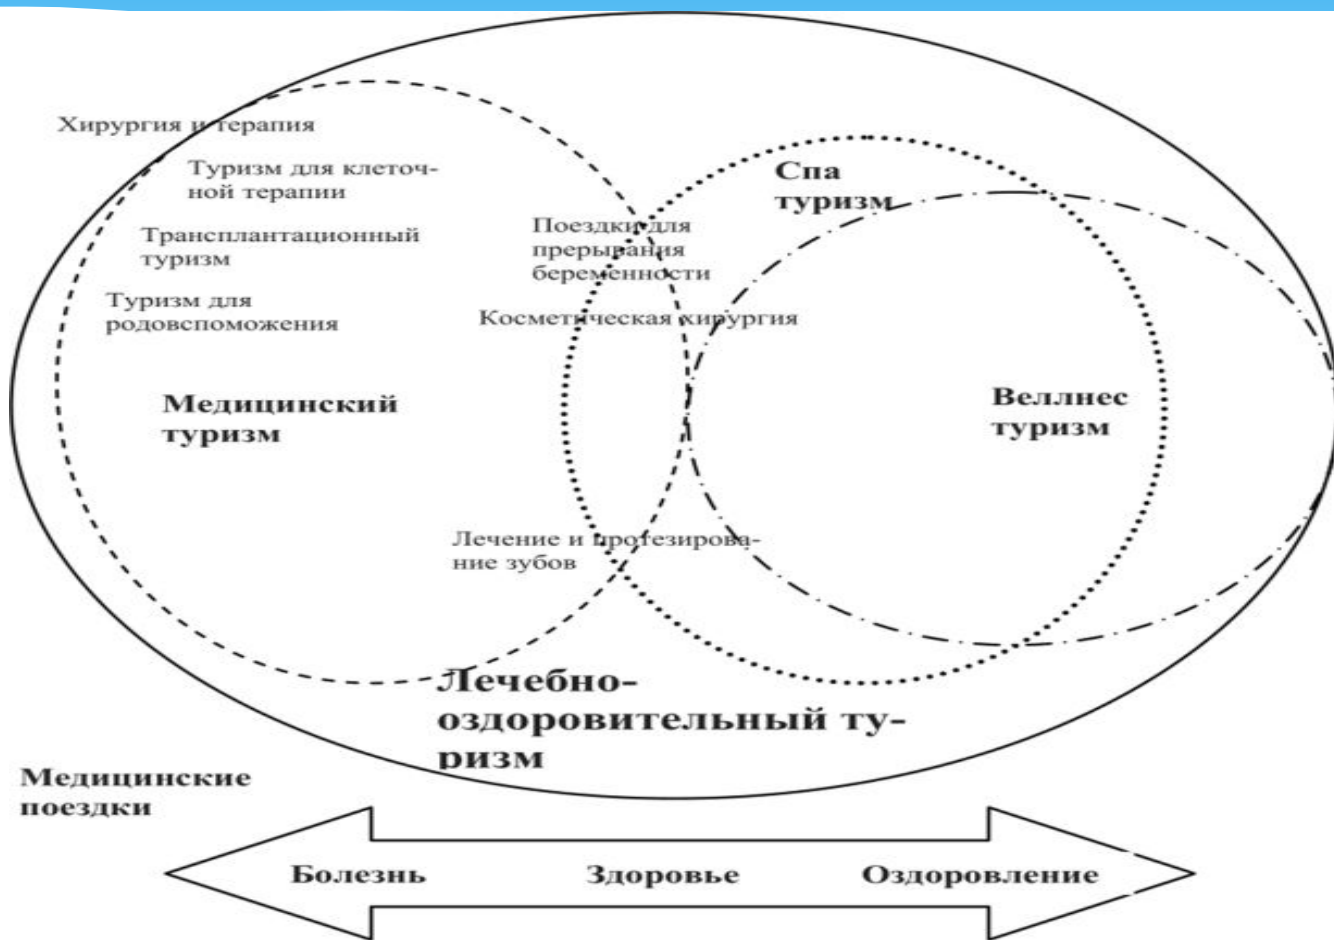 Хирургия и терапия
Туризм для клеточ-
ной терапии
Трансплантационный
туризм
Туризм для
родовспоможения
Медицинский
туризм
Поездки для
прерывания
беременности
Косметическая хирургия
Спа
туризм
Веллнес
туризм
Лечение и протезирова-
ние зубов
Лечебно-
оздоровительный ту-
ризм
Медицинские
поездки
Болезнь Здоровье Оздоровление